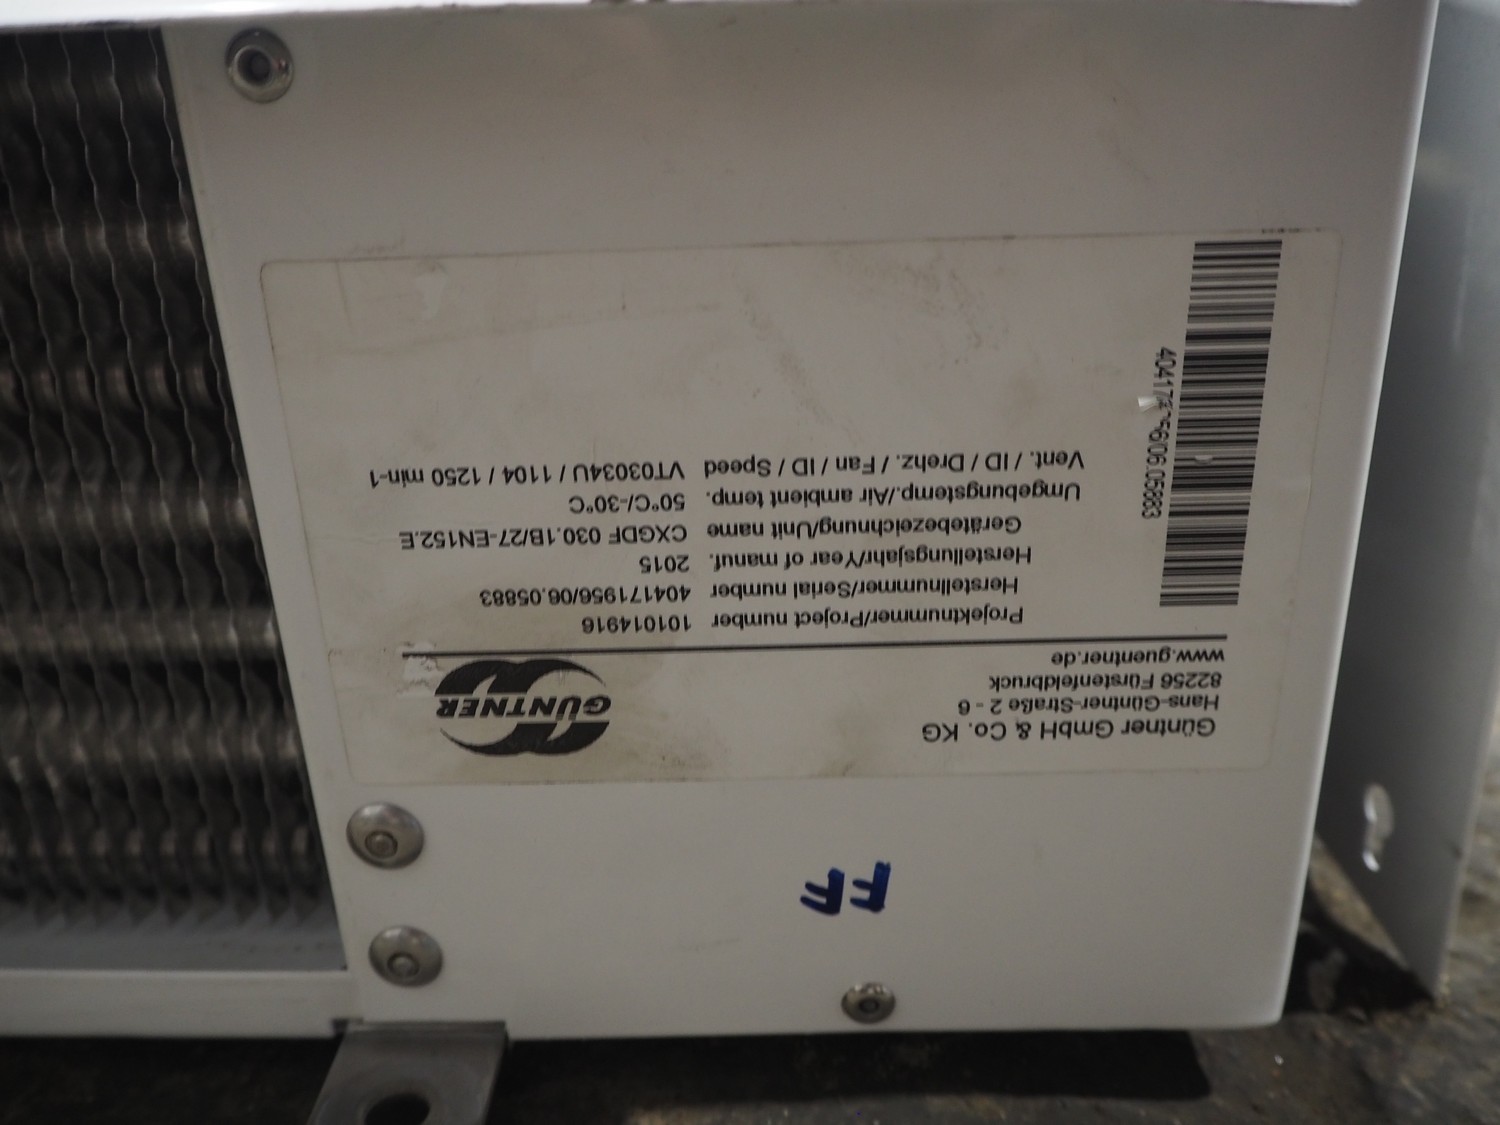 Güntner GmbH & Co. KG
Hans-Güntner-Straße 2 - 6
82256 Fürstenfeldbruck
www.guentner.de
GÜNTNER
Projektnummer/Project number 101014916
Herstellnummer/Serial number 404171956/06.05883
Herstellungsjahr/Year of manuf. 2015
Gerätebezeichnung/Unit name CXGDF 030.1B/27-EN152.E
Umgebungstemp./Air ambient temp. 50°C/-30°C
Vent. / ID / Drehz. / Fan / ID / Speed VT03034U / 1104 / 1250 min-1
FF